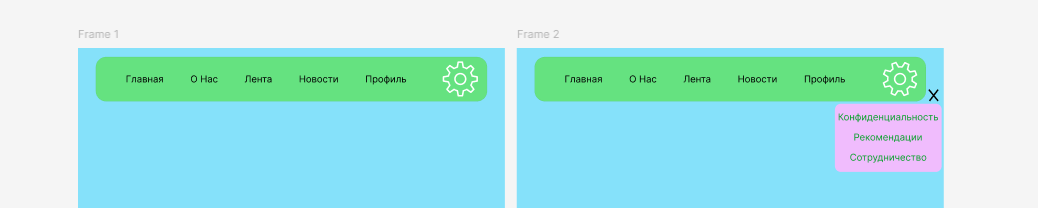 Frame 1
Главная О Нас Лента Новости Профиль
Frame 2
Главная О Нас Лента Новости Профиль
X
Конфиденциальность
Рекомендации
Сотрудничество